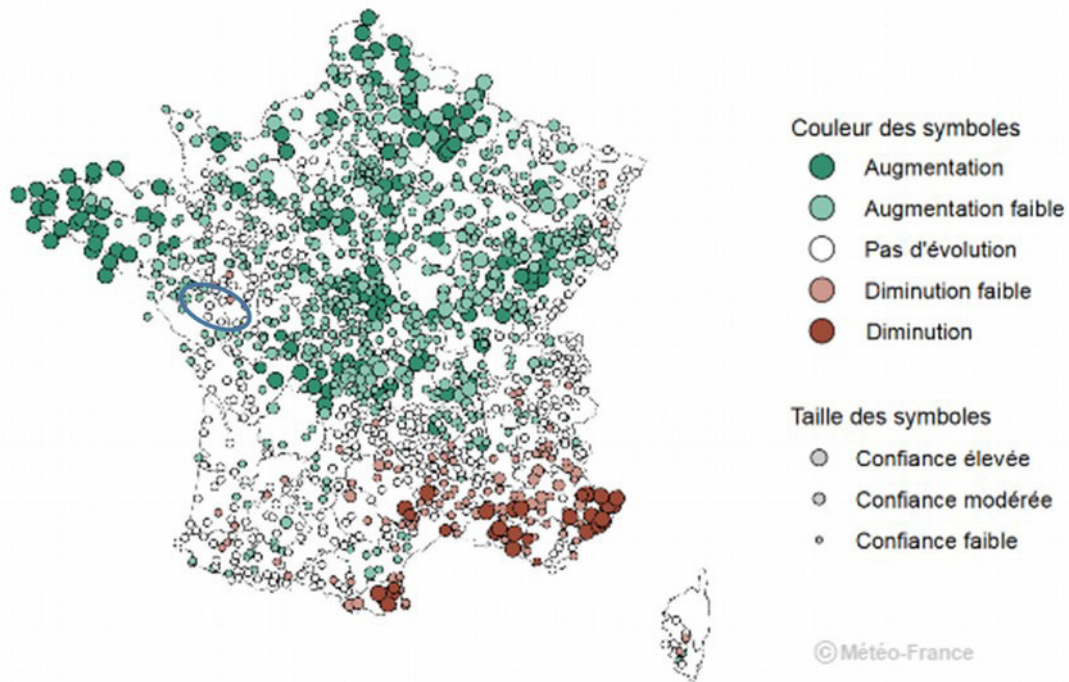 Couleur des symboles
Augmentation
Augmentation faible
Pas d'évolution
Diminution faible
Diminution
Taille des symboles
Confiance élevée
Confiance modérée
Confiance faible
© Météo-France